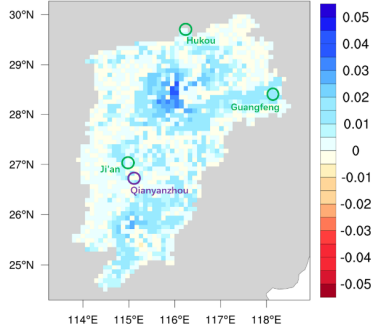 30°N
29°N
28°N
27°N
26°N
25°N
114°E
115°E
116°E
117°E
118°E
Hukou
Guangfeng
Ji'an
Qianyanzhou
0.05
0.04
0.03
0.02
0.01
0
-0.01
-0.02
-0.03
-0.04
-0.05